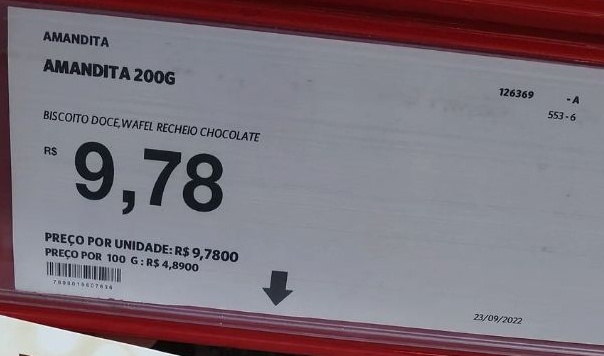 AMANDITA
AMANDITA 200G
126369 - A
553 - 6
BISCOITO DOCE,WAFEL RECHEIO CHOCOLATE
R$ 9,78
PREÇO POR UNIDADE: R$ 9,7800
PREÇO POR 100 G : R$ 4,8900
23/09/2022